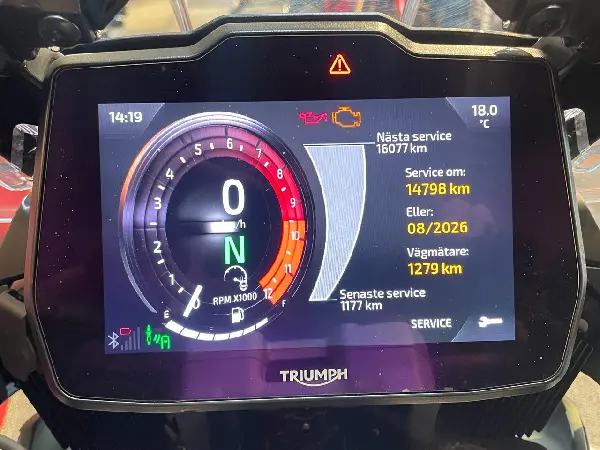 14:19
18.0
°C
Nästa service
16077 km
Service om:
14798 km
Eller:
08/2026
Vägmätare:
1279 km
Senaste service
1177 km
SERVICE
0
km/h
N
0
1
2
3
4
5
6
7
8
9
10
11
12
RPM X1000
E
F
A
TRIUMPH